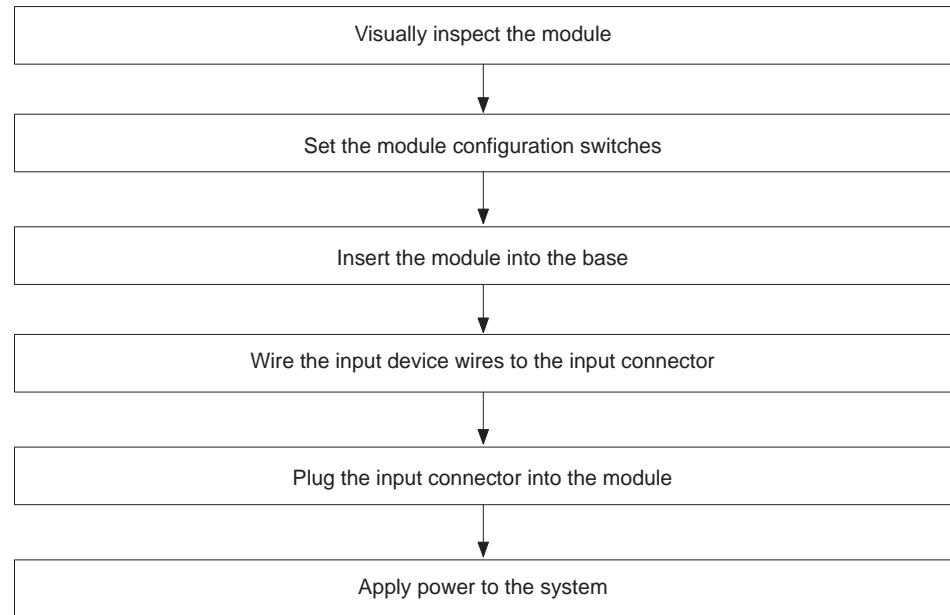 Visually inspect the module
Set the module configuration switches
Insert the module into the base
Wire the input device wires to the input connector
Plug the input connector into the module
Apply power to the system